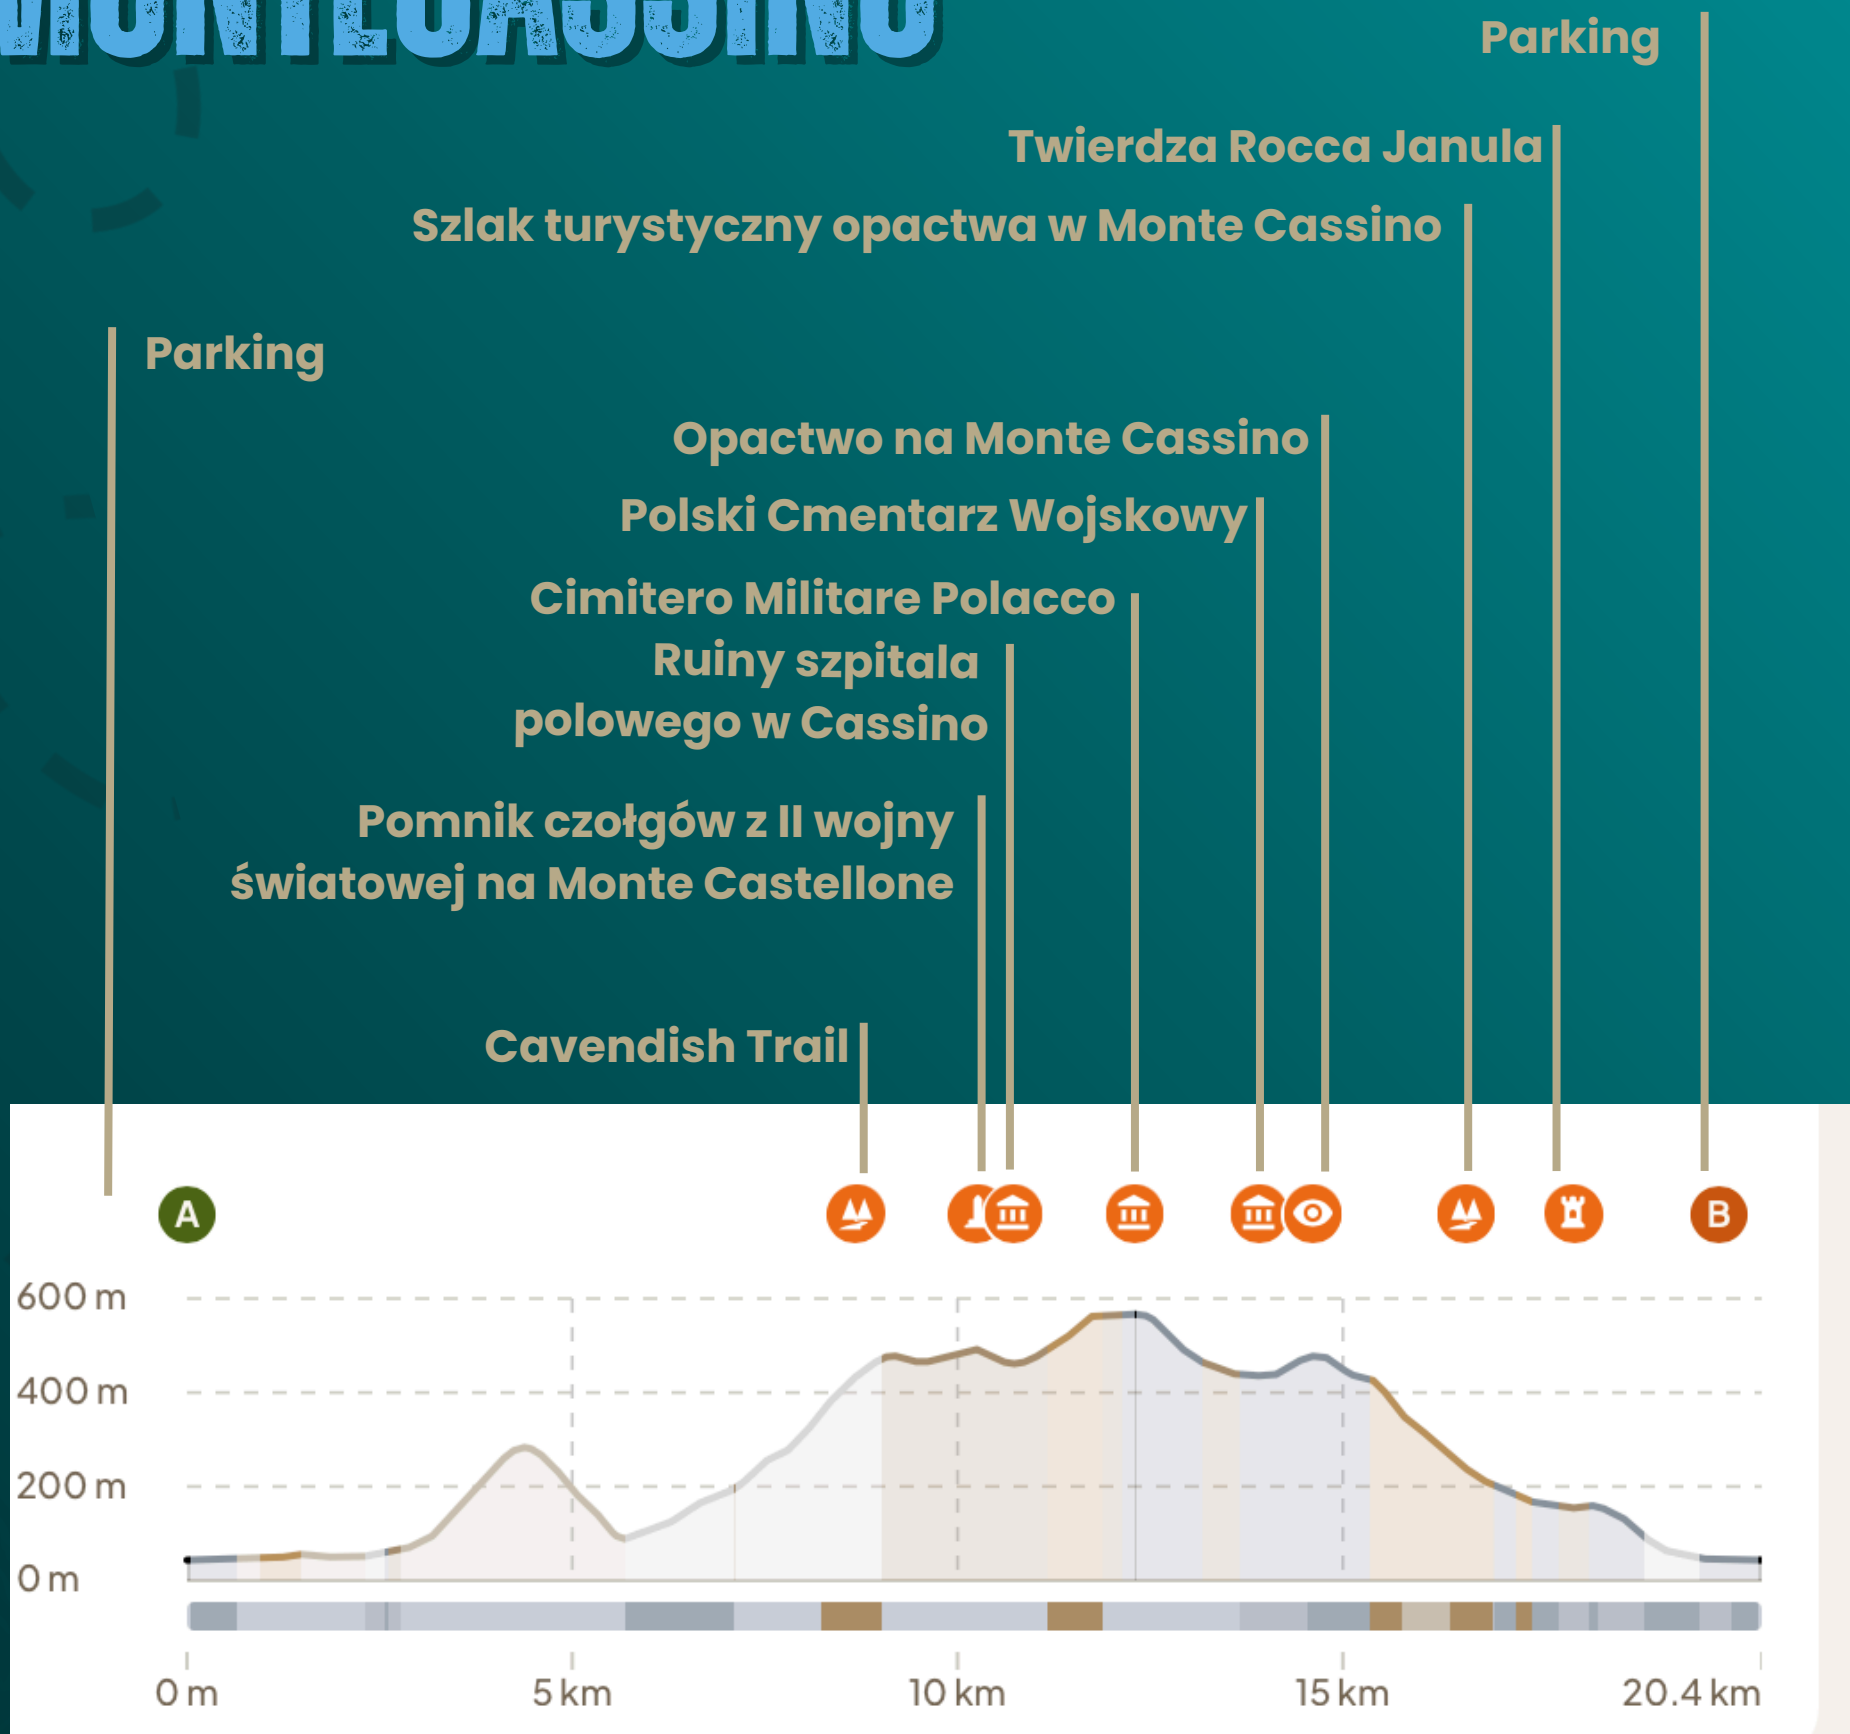 MONTECASSINO
Parking
Twierdza Rocca Janula
Szlak turystyczny opactwa w Monte Cassino
Parking
Opactwo na Monte Cassino
Polski Cmentarz Wojskowy
Cimitero Militare Polacco
Ruiny szpitala
polowego w Cassino
Pomnik czołgów z II wojny
światowej na Monte Castellone
Cavendish Trail
A
B
600 m
400 m
200 m
0 m
0 m
5 km
10 km
15 km
20.4 km